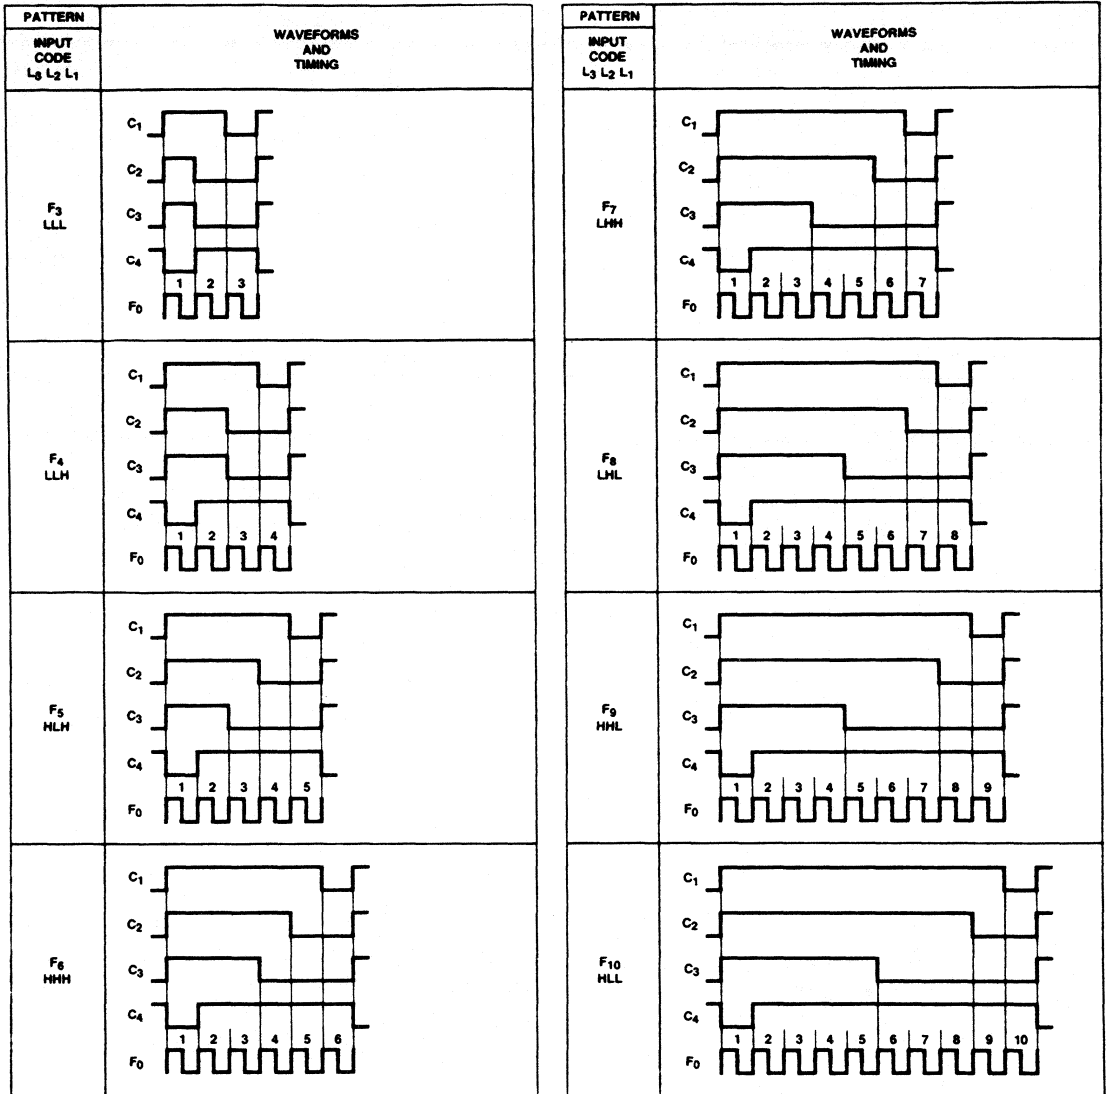 PATTERN
INPUT
CODE
L3 L2 L1
WAVEFORMS
AND
TIMING
F3
LLL
C1
C2
C3
C4
1 2 3
F0
F4
LLH
C1
C2
C3
C4
1 2 3 4
F0
F5
HLH
C1
C2
C3
C4
1 2 3 4 5
F0
F6
HHH
C1
C2
C3
C4
1 2 3 4 5 6
F0
PATTERN
INPUT
CODE
L3 L2 L1
WAVEFORMS
AND
TIMING
F7
LHH
C1
C2
C3
C4
1 2 3 4 5 6 7
F0
F8
LHL
C1
C2
C3
C4
1 2 3 4 5 6 7 8
F0
F9
HHL
C1
C2
C3
C4
1 2 3 4 5 6 7 8 9
F0
F10
HLL
C1
C2
C3
C4
1 2 3 4 5 6 7 8 9 10
F0